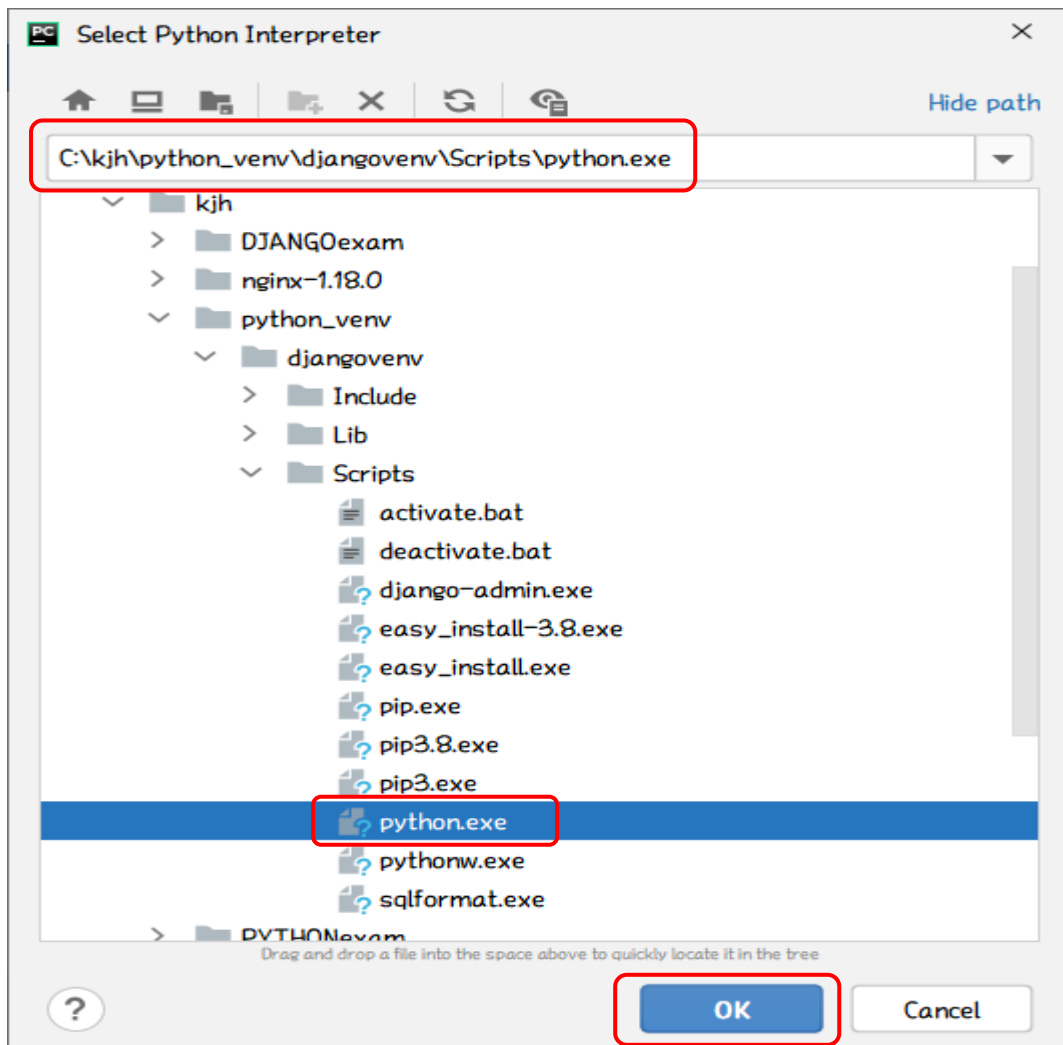 PC Select Python Interpreter
Hide path
C:\kjh\python_venv\djangovenv\Scripts\python.exe
kjh
DJANGOexam
nginx-1.18.0
python_venv
djangovenv
Include
Lib
Scripts
activate.bat
deactivate.bat
django-admin.exe
easy_install-3.8.exe
easy_install.exe
pip.exe
pip3.8.exe
pip3.exe
python.exe
pythonw.exe
sqlformat.exe
PYTHONexam
Drag and drop a file into the space above to quickly locate it in the tree
? OK Cancel